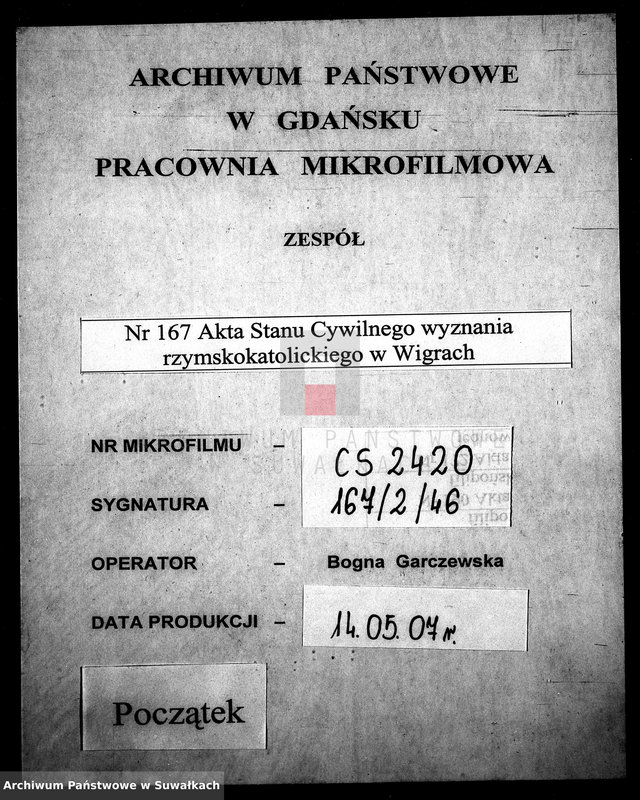 ARCHIWUM PAŃSTWOWE
W GDAŃSKU
PRACOWNIA MIKROFILMOWA
ZESPÓŁ
Nr 167 Akta Stanu Cywilnego wyznania
rzymskokatolickiego w Wigrach
NR MIKROFILMU – CS 2420
SYGNATURA – 167/2/46
OPERATOR – Bogna Garczewska
DATA PRODUKCJI – 14.05.07 r.
Początek
Archiwum Państwowe w Suwałkach